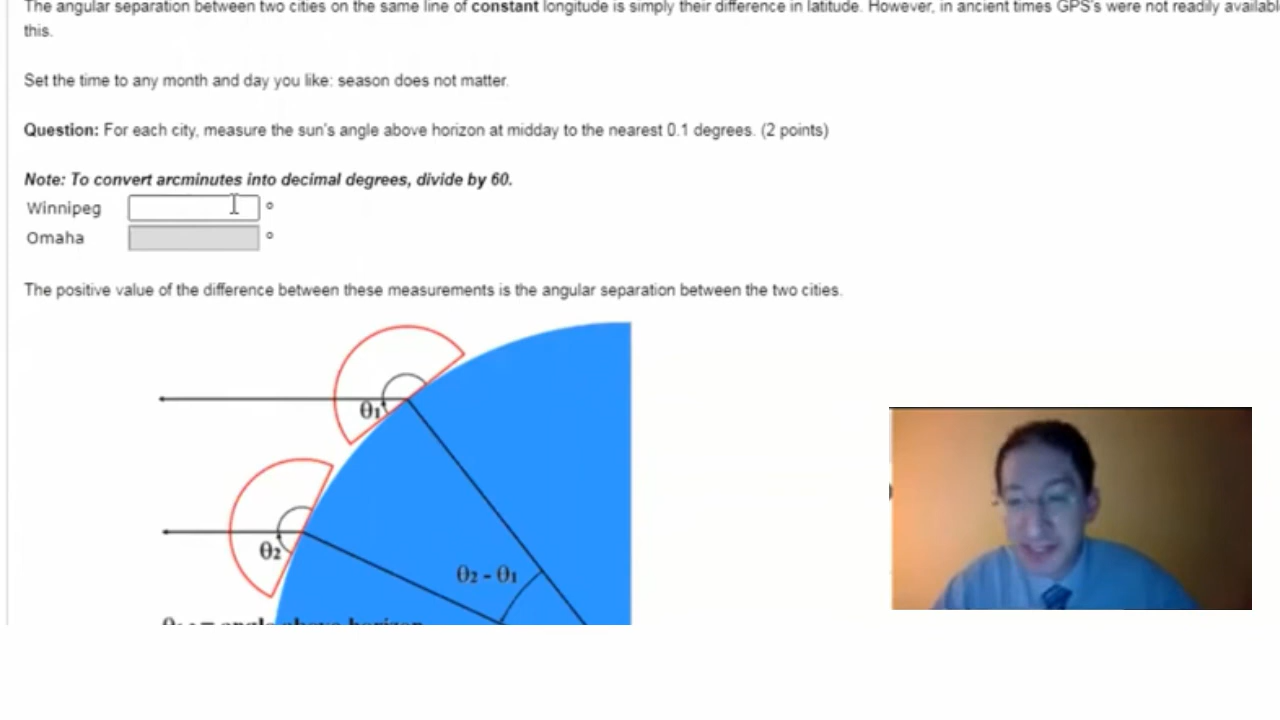 The angular separation between two cities on the same line of constant longitude is simply their difference in latitude. However, in ancient times GPS's were not readily availabl
this.
Set the time to any month and day you like: season does not matter.
Question: For each city, measure the sun's angle above horizon at midday to the nearest 0.1 degrees. (2 points)
Note: To convert arcminutes into decimal degrees, divide by 60.
Winnipeg °
Omaha °
The positive value of the difference between these measurements is the angular separation between the two cities.
θ1
θ2
θ2 - θ1
= angle above horizon